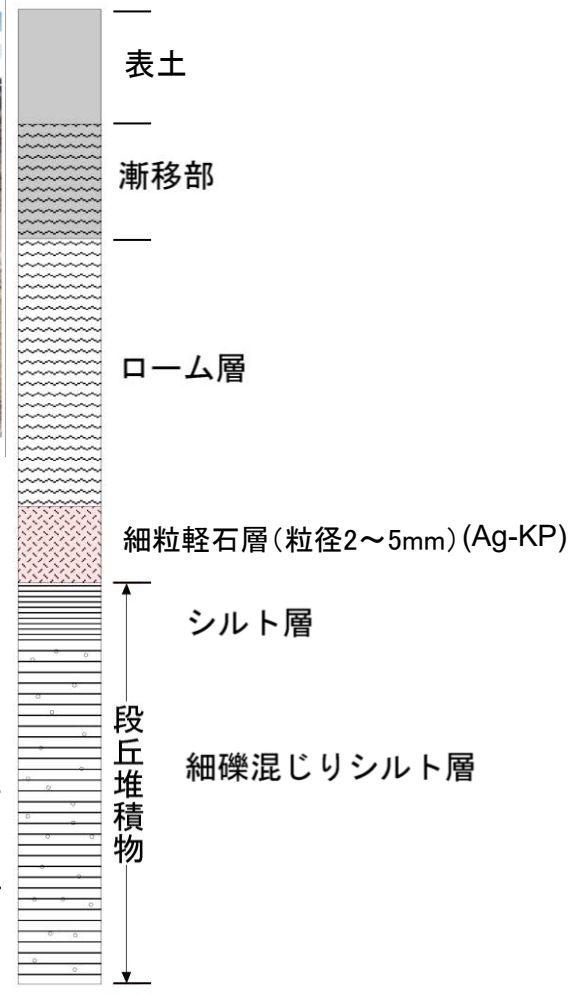 表土
漸移部
ローム層
細粒軽石層（粒径2～5mm）(Ag-KP)
シルト層
段丘堆積物
細礫混じりシルト層